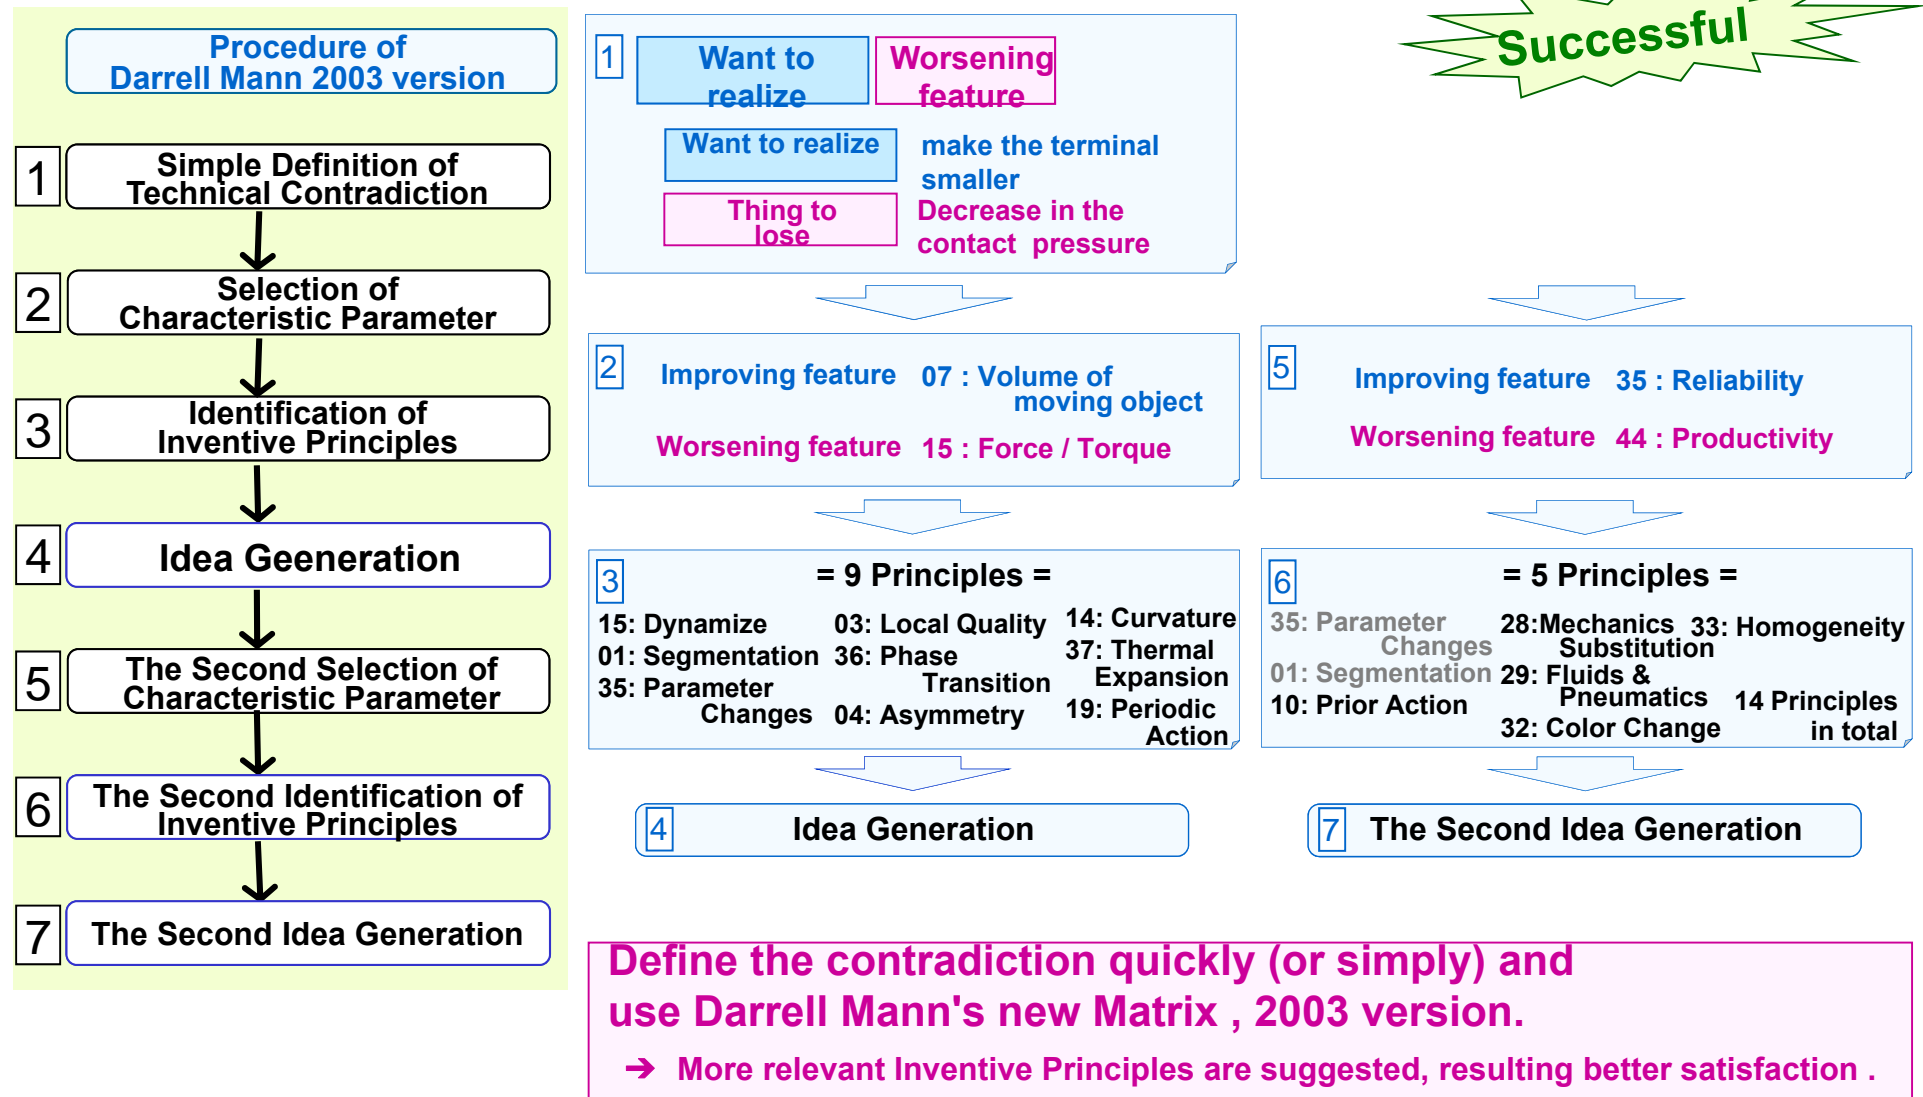 Procedure of
Darrell Mann 2003 version
1
Simple Definition of
Technical Contradiction
2
Selection of
Characteristic Parameter
3
Identification of
Inventive Principles
4
Idea Geeneration
5
The Second Selection of
Characteristic Parameter
6
The Second Identification of
Inventive Principles
7
The Second Idea Generation
1
Want to
realize
Worsening
feature
Want to realize
make the terminal
smaller
Thing to
lose
Decrease in the
contact pressure
Successful
2
Improving feature 07 : Volume of
moving object
Worsening feature 15 : Force / Torque
3
= 9 Principles =
15: Dynamize
01: Segmentation
35: Parameter
Changes
03: Local Quality
36: Phase
Transition
04: Asymmetry
14: Curvature
37: Thermal
Expansion
19: Periodic
Action
4
Idea Generation
5
Improving feature 35 : Reliability
Worsening feature 44 : Productivity
6
= 5 Principles =
35: Parameter
Changes
01: Segmentation
10: Prior Action
28:Mechanics
Substitution
29: Fluids &
Pneumatics
32: Color Change
33: Homogeneity
14 Principles
in total
7
The Second Idea Generation
Define the contradiction quickly (or simply) and
use Darrell Mann's new Matrix , 2003 version.
➔ More relevant Inventive Principles are suggested, resulting better satisfaction .